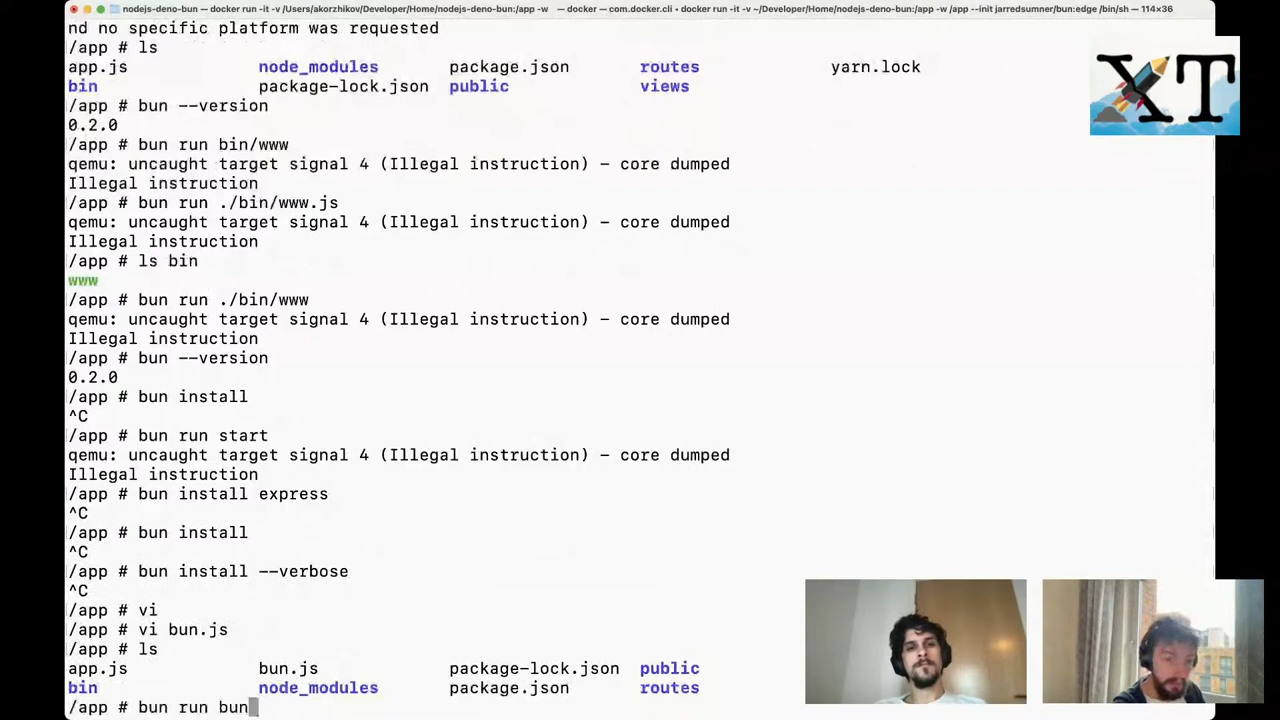 nodejs-deno-bun — docker run -it -v /Users/akorzhikov/Developer/Home/nodejs-deno-bun:/app -w — docker — com.docker.cli • docker run -it -v ~/Developer/Home/nodejs-deno-bun:/app -w /app --init jarredsumner/bun:edge /bin/sh — 114×36
nd no specific platform was requested
/app # ls
app.js node_modules package.json routes yarn.lock
bin package-lock.json public views
/app # bun --version
0.2.0
/app # bun run bin/www
qemu: uncaught target signal 4 (Illegal instruction) – core dumped
Illegal instruction
/app # bun run ./bin/www.js
qemu: uncaught target signal 4 (Illegal instruction) – core dumped
Illegal instruction
/app # ls bin
www
/app # bun run ./bin/www
qemu: uncaught target signal 4 (Illegal instruction) – core dumped
Illegal instruction
/app # bun --version
0.2.0
/app # bun install
^C
/app # bun run start
qemu: uncaught target signal 4 (Illegal instruction) – core dumped
Illegal instruction
/app # bun install express
^C
/app # bun install
^C
/app # bun install --verbose
^C
/app # vi
/app # vi bun.js
/app # ls
app.js bun.js package-lock.json public
bin node_modules package.json routes
/app # bun run bun
XT